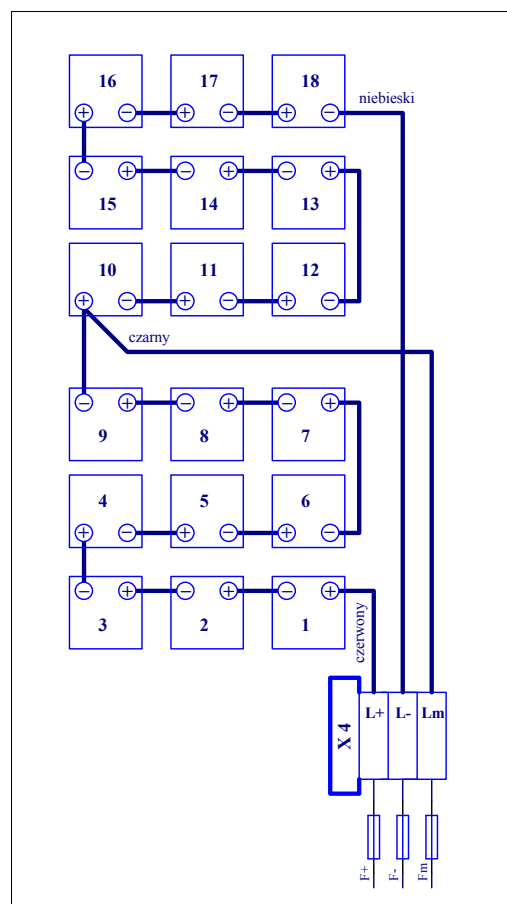 16 17 18
+ − + − + −
niebieski
− + − + − +
15 14 13
10 11 12
+ − + − + −
czarny
− + − + − +
9 8 7
4 5 6
+ − + − + −
− + − + − +
3 2 1
czerwony
L+ L- Lm
X 4
F+ F- Fm